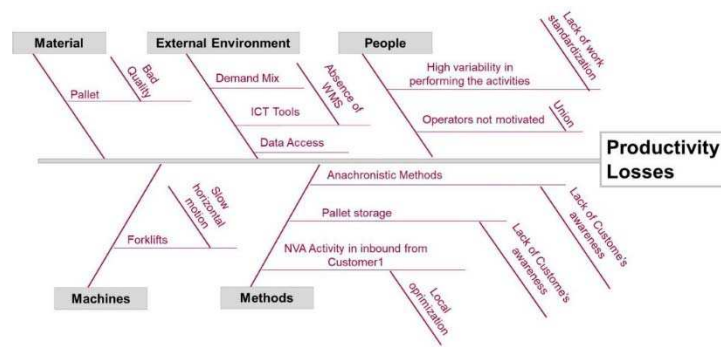 Material
External Environment
People
Lack of work
standardization
Bad
Quality
Pallet
Demand Mix
ICT Tools
Data Access
Absence of
WMS
High variability in
performing the activities
Operators not motivated
Union
Productivity
Losses
Anachronistic Methods
Lack of Custome's
awareness
Pallet storage
Lack of Custome's
awareness
NVA Activity in inbound from
Customer1
Local
oprimization
Slow
horizontal
motion
Forklifts
Machines
Methods